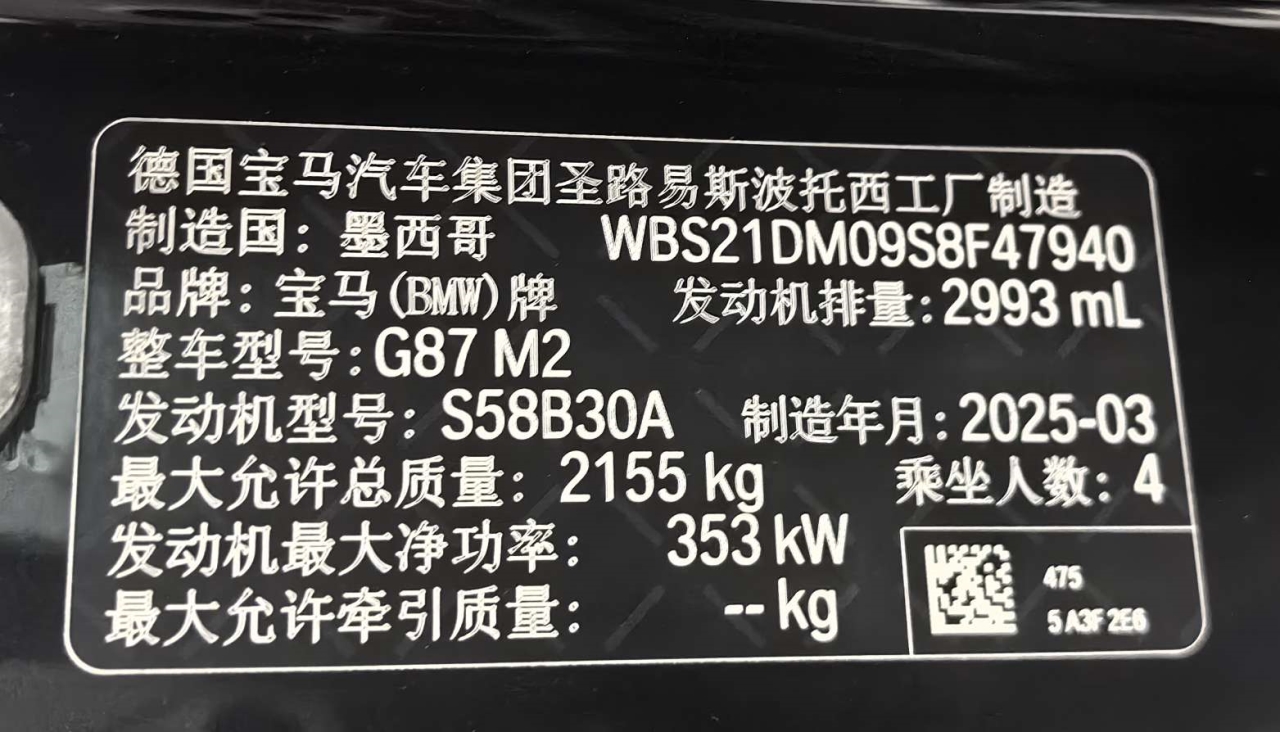 德国宝马汽车集团圣路易斯波托西工厂制造
制造国：墨西哥 WBS21DM09S8F47940
品牌：宝马(BMW)牌 发动机排量：2993 mL
整车型号：G87 M2
发动机型号：S58B30A 制造年月：2025-03
最大允许总质量：2155 kg 乘坐人数：4
发动机最大净功率：353 kW
最大允许牵引质量：-- kg
475
5A3F2E6